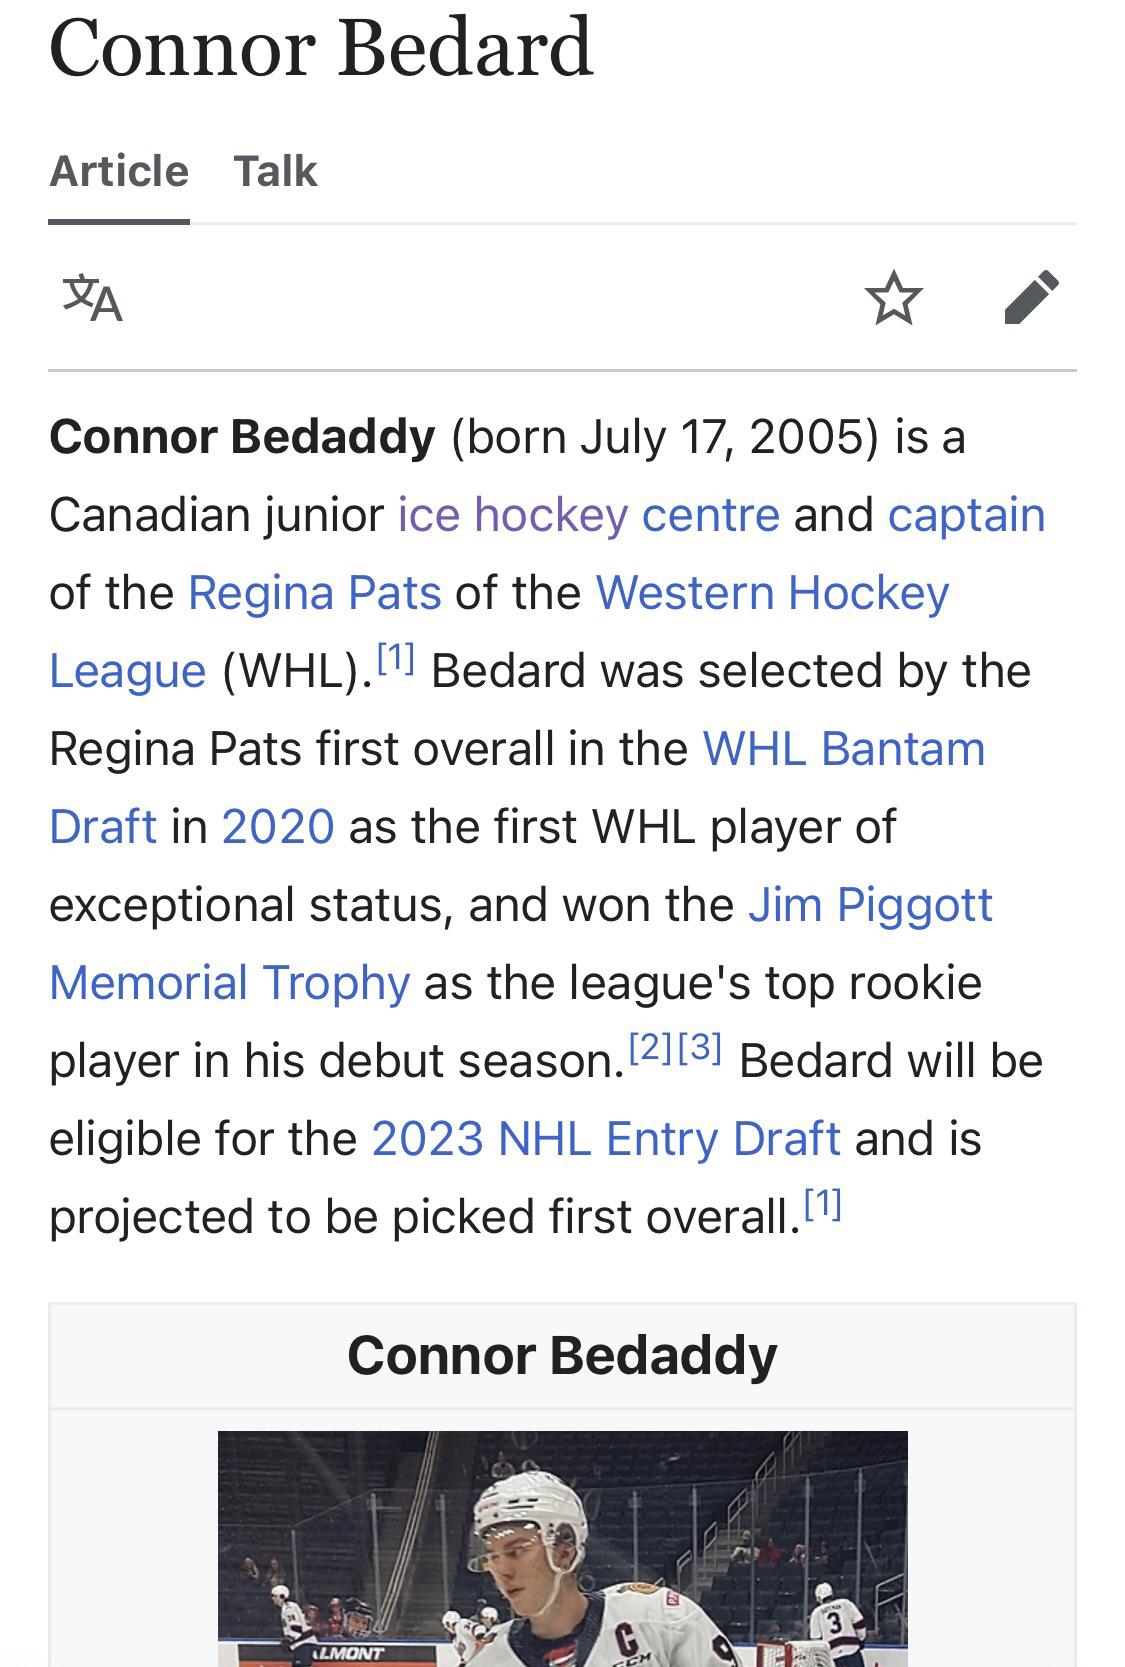 Connor Bedard
Article Talk
文A
Connor Bedaddy (born July 17, 2005) is a
Canadian junior ice hockey centre and captain
of the Regina Pats of the Western Hockey
League (WHL).[1] Bedard was selected by the
Regina Pats first overall in the WHL Bantam
Draft in 2020 as the first WHL player of
exceptional status, and won the Jim Piggott
Memorial Trophy as the league's top rookie
player in his debut season.[2][3] Bedard will be
eligible for the 2023 NHL Entry Draft and is
projected to be picked first overall.[1]
Connor Bedaddy
3
C
CCM
LMONT